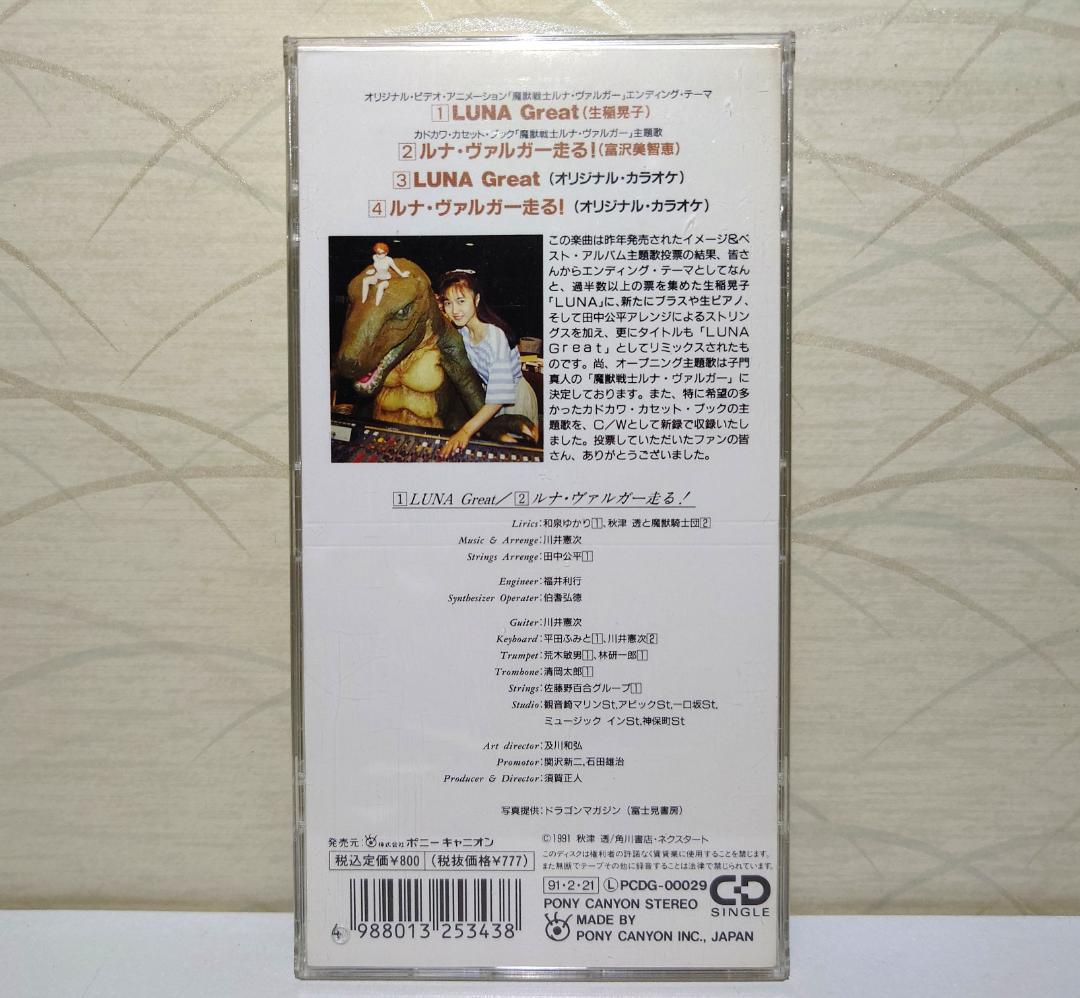 オリジナル・ビデオ・アニメーション「魔獣戦士ルナ・ヴァルガー」エンディング・テーマ
1 LUNA Great(生稲晃子)
カドカワ・カセット・ブック「魔獣戦士ルナ・ヴァルガー」主題歌
2 ルナ・ヴァルガー走る!(富沢美智恵)
3 LUNA Great (オリジナル・カラオケ)
4 ルナ・ヴァルガー走る! (オリジナル・カラオケ)
この楽曲は昨年発売されたイメージ&ベ
スト・アルバム主題歌投票の結果、皆さ
んからエンディング・テーマとしてなん
と、過半数以上の票を集めた生稲晃子
「LUNA」に、新たにブラスや生ピアノ、
そして田中公平アレンジによるストリン
グスを加え、更にタイトルも「LUNA
Great」としてリミックスされたも
のです。尚、オープニング主題歌は子門
真人の「魔獣戦士ルナ・ヴァルガー」に
決定しております。また、特に希望の多
かったカドカワ・カセット・ブックの主
題歌を、C/Wとして新録で収録いたし
ました。投票していただいたファンの皆
さん、ありがとうございました。
1 LUNA Great/2 ルナ・ヴァルガー走る!
Lirics:和泉ゆかり1、秋津 透と魔獣騎士団2
Music & Arrenge:川井憲次
Strings Arrenge:田中公平1
Engineer:福井利行
Synthesizer Operater:伯耆弘徳
Guiter:川井憲次
Keyboard:平田ふみと1、川井憲次2
Trumpet:荒木敏男1、林研一郎1
Trombone:清岡太郎1
Strings:佐藤野百合グループ1
Studio:観音崎マリンSt,アビックSt,一口坂St,
ミュージック インSt,神保町St
Art director:及川和弘
Promotor:関沢新二,石田雄治
Producer & Director:須賀正人
写真提供:ドラゴンマガジン(富士見書房)
発売元:株式会社ポニーキャニオン
©1991 秋津 透/角川書店・ネクスタート
税込定価¥800 (税抜価格¥777)
このディスクは権利者の許諾なく賃貸業に使用することを禁じます。
また無断でテープその他に録音することは法律で禁じられています。
91・2・21 Ⓛ PCDG-00029
CD SINGLE
PONY CANYON STEREO
MADE BY
PONY CANYON INC., JAPAN
4 988013 253438